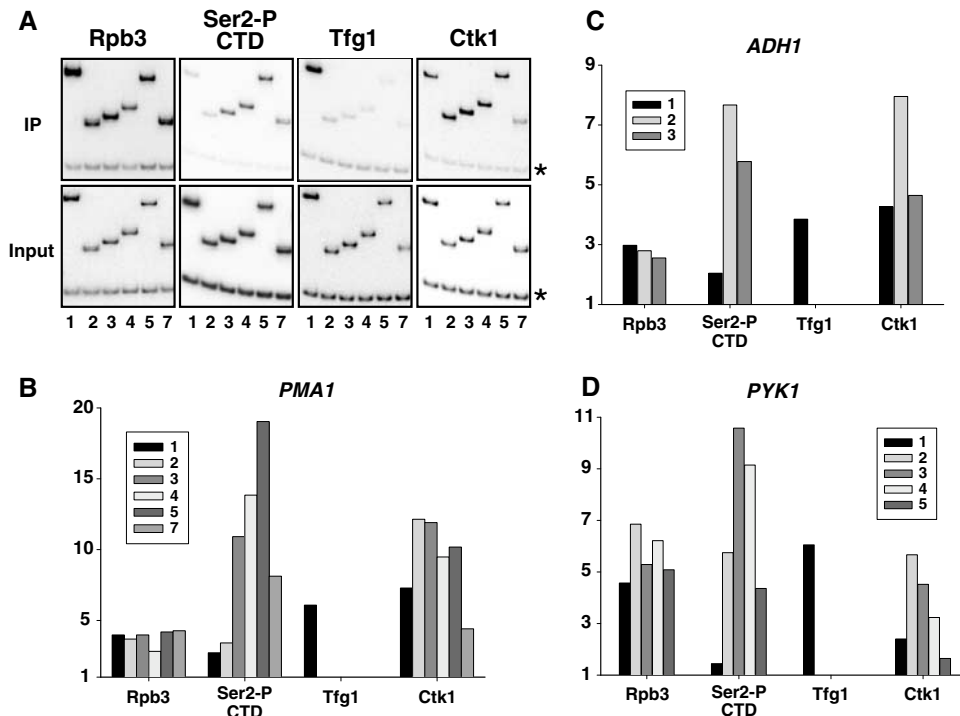 A
Rpb3
Ser2-P
CTD
Tfg1
Ctk1
IP
*
Input
*
1 2 3 4 5 7 1 2 3 4 5 7 1 2 3 4 5 7 1 2 3 4 5 7
B
PMA1
20
15
10
5
1
1
2
3
4
5
7
Rpb3
Ser2-P
CTD
Tfg1
Ctk1
C
ADH1
9
7
5
3
1
1
2
3
Rpb3
Ser2-P
CTD
Tfg1
Ctk1
D
PYK1
11
9
7
5
3
1
1
2
3
4
5
Rpb3
Ser2-P
CTD
Tfg1
Ctk1